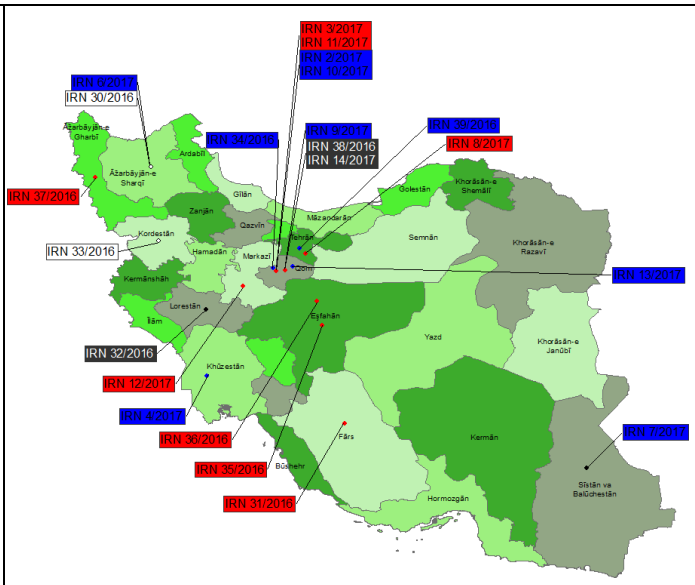 IRN 3/2017
IRN 11/2017
IRN 2/2017
IRN 10/2017
IRN 6/2017
IRN 30/2016
IRN 34/2016
IRN 9/2017
IRN 38/2016
IRN 14/2017
IRN 39/2016
IRN 8/2017
Āžarbāyjān-e
Gharbī
Āžarbāyjān-e
Sharqī
Ardabīl
Gīlān
Zanjān
Qazvīn
Māzandarān
Tehrān
Golestān
Khorāsān-e
Shemālī
Khorāsān-e
Razavī
Semnān
IRN 37/2016
Kordestān
IRN 33/2016
Hamadān
Markazī
Qom
IRN 13/2017
Kermānshāh
Lorestān
Īlām
Eşfahān
Yazd
Khorāsān-e
Janūbī
IRN 32/2016
Khūzestān
IRN 12/2017
IRN 4/2017
IRN 36/2016
IRN 35/2016
IRN 31/2016
Fārs
Būshehr
Kermān
IRN 7/2017
Sīstān va
Balūchestān
Hormozgān